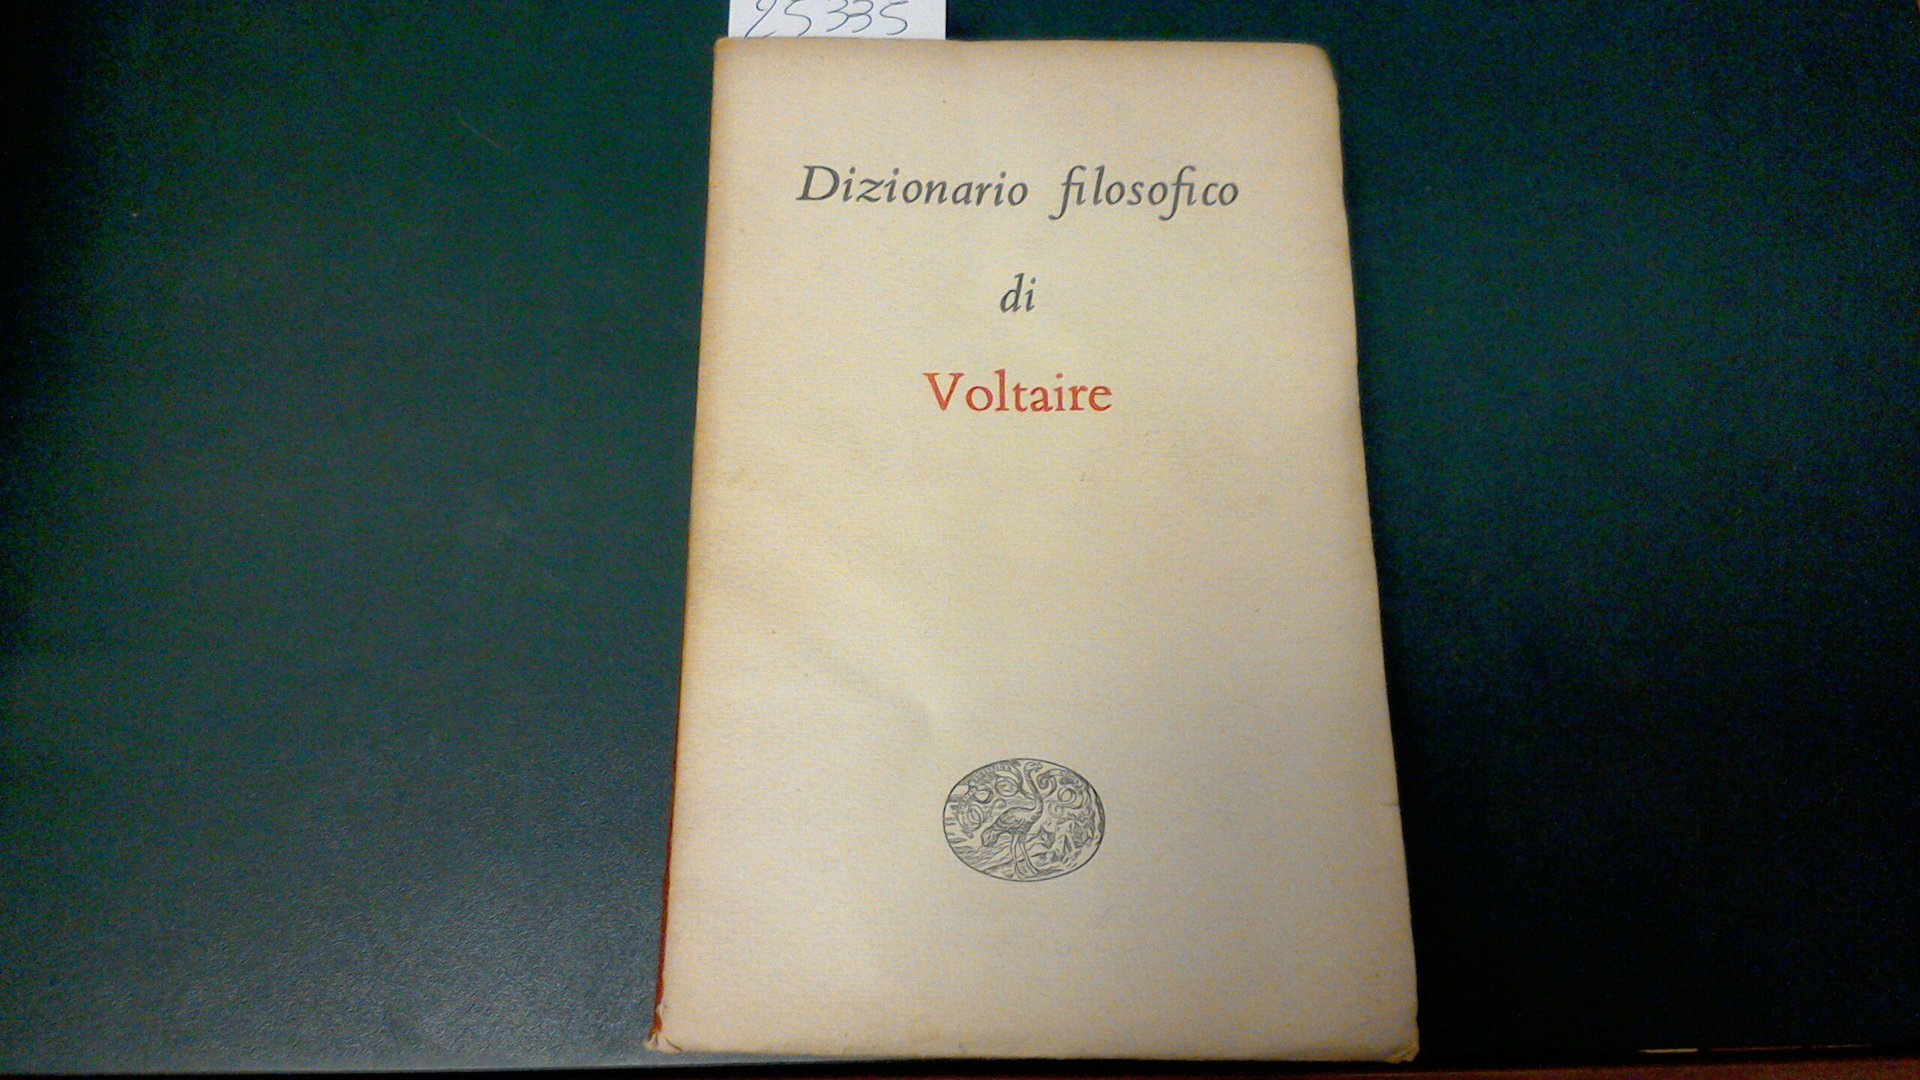 25335
Dizionario filosofico
di
Voltaire